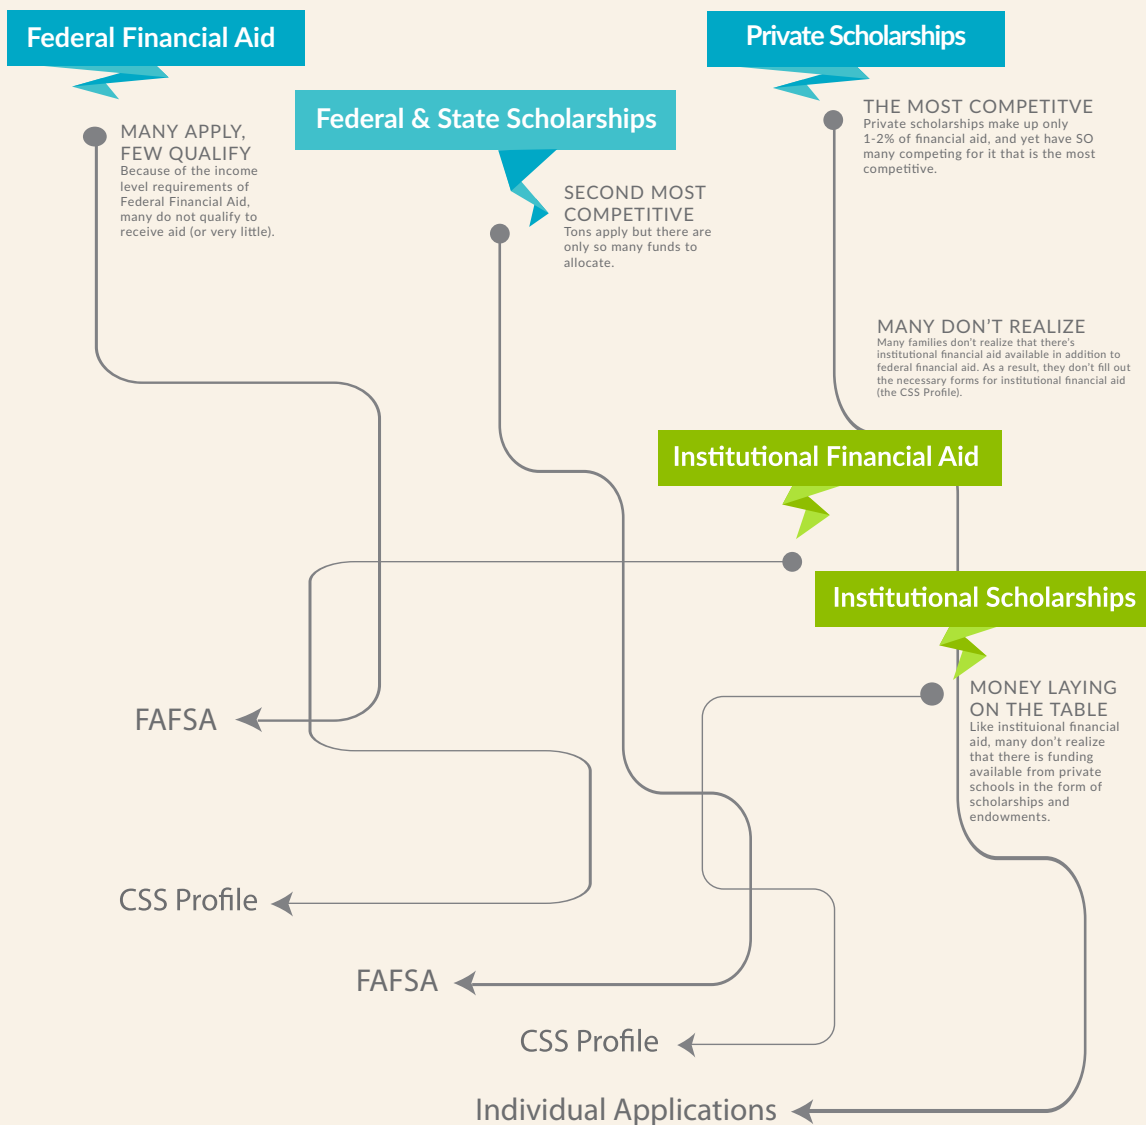 Federal Financial Aid
MANY APPLY,
FEW QUALIFY
Because of the income
level requirements of
Federal Financial Aid,
many do not qualify to
receive aid (or very little).
Federal & State Scholarships
SECOND MOST
COMPETITIVE
Tons apply but there are
only so many funds to
allocate.
Private Scholarships
THE MOST COMPETITVE
Private scholarships make up only
1-2% of financial aid, and yet have SO
many competing for it that is the most
competitive.
MANY DON'T REALIZE
Many families don't realize that there's
institutional financial aid available in addition to
federal financial aid. As a result, they don't fill out
the necessary forms for institutional financial aid
(the CSS Profile).
Institutional Financial Aid
Institutional Scholarships
MONEY LAYING
ON THE TABLE
Like instituional financial
aid, many don't realize
that there is funding
available from private
schools in the form of
scholarships and
endowments.
FAFSA
CSS Profile
FAFSA
CSS Profile
Individual Applications